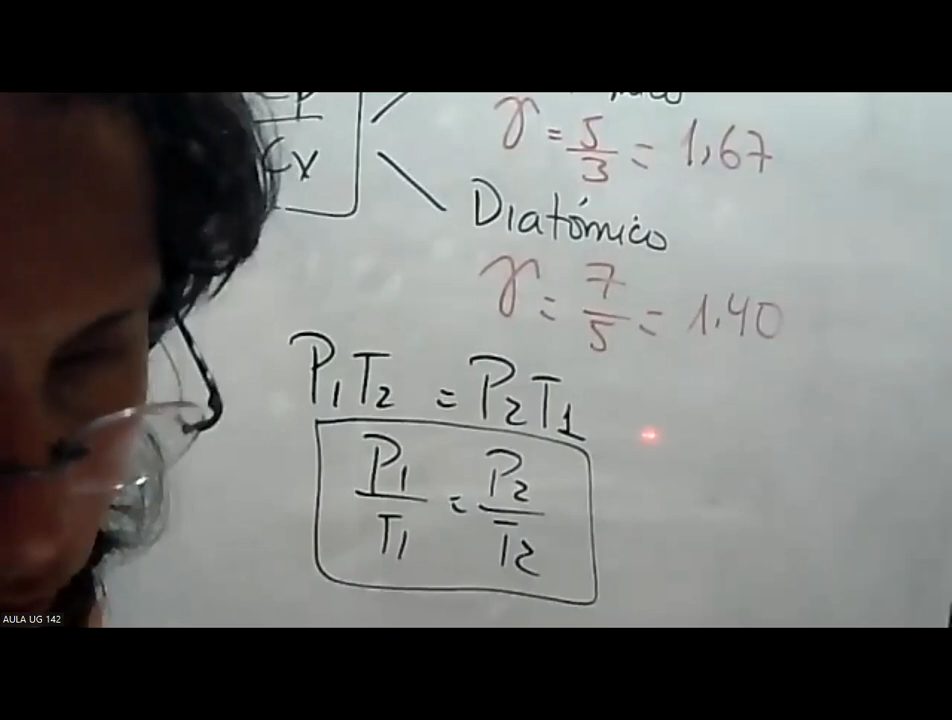 Cv
γ = 5/3 = 1,67
Diatómico
γ = 7/5 = 1.40
P₁T₂ = P₂T₁
P₁/T₁ = P₂/T₂
AULA UG 142